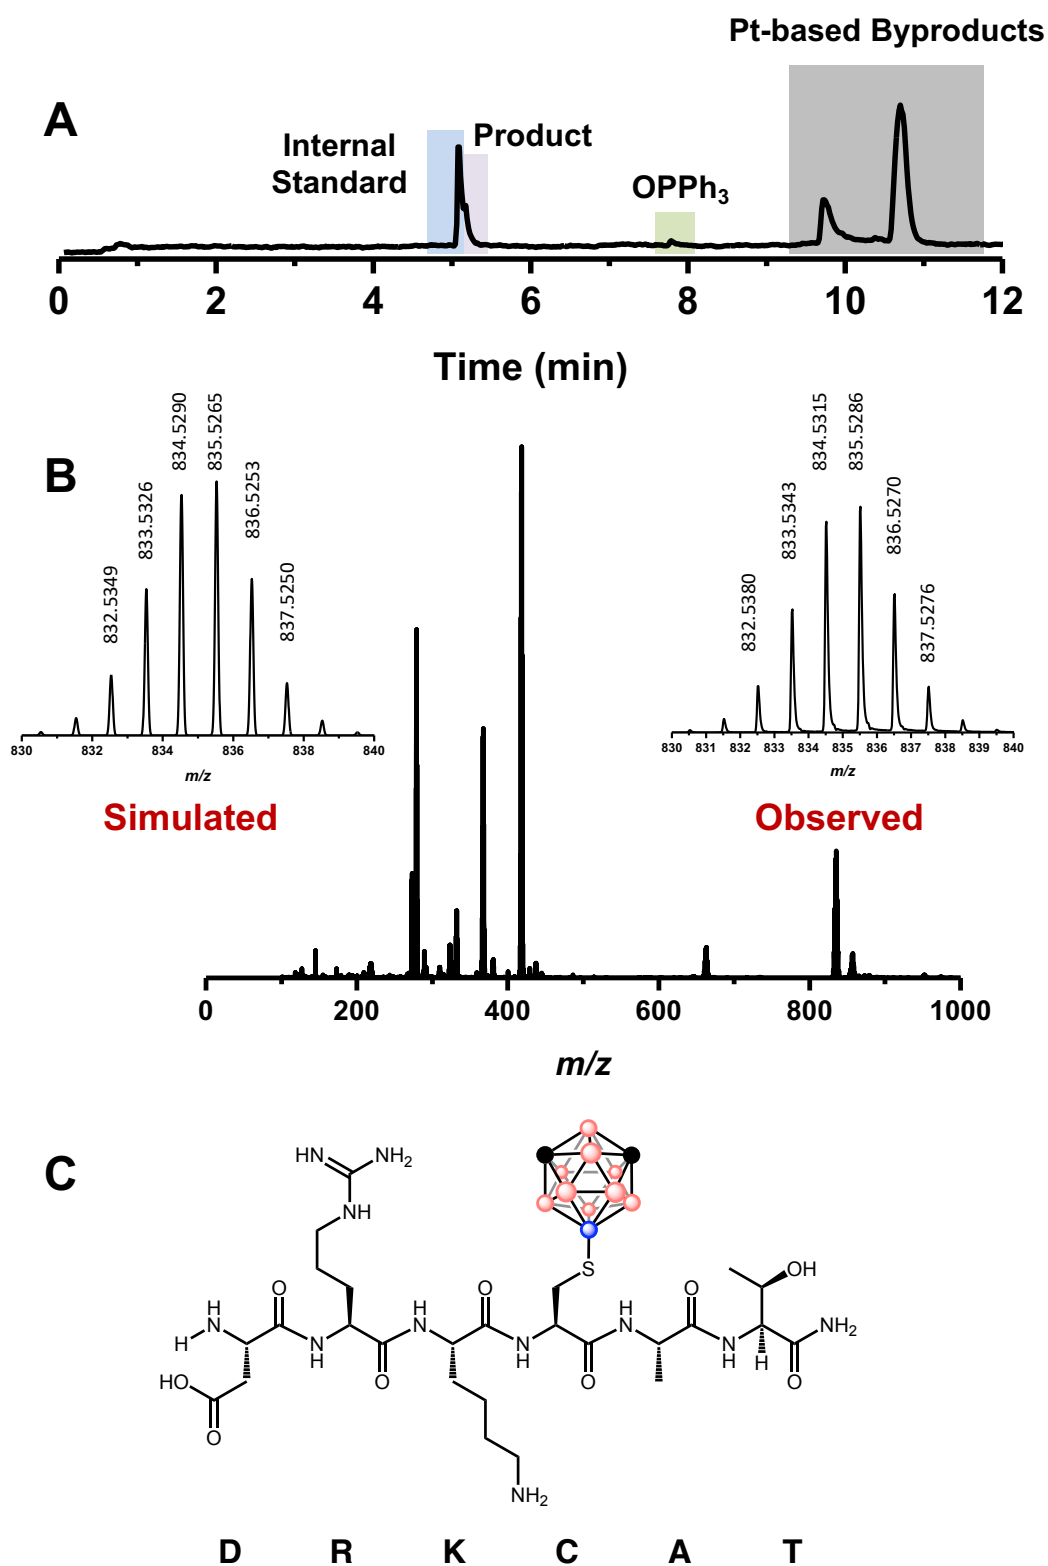 Pt-based Byproducts
A
Internal
Standard
Product
OPPh3
0 2 4 6 8 10 12
Time (min)
B
832.5349
833.5326
834.5290
835.5265
836.5253
837.5250
830 832 834 836 838 840
m/z
Simulated
832.5380
833.5343
834.5315
835.5286
836.5270
837.5276
830 831 832 833 834 835 836 837 838 839 840
m/z
Observed
0 200 400 600 800 1000
m/z
C
HN NH2
NH
S
O O O OH
H H H
N N N NH2
H
N N N H
H H H
HO O O O
O
NH2
D R K C A T